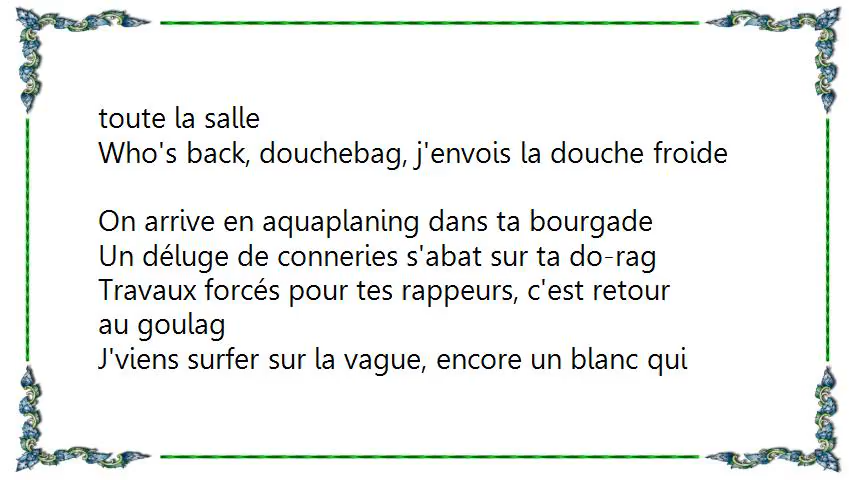 toute la salle
Who's back, douchebag, j'envois la douche froide
On arrive en aquaplaning dans ta bourgade
Un déluge de conneries s'abat sur ta do-rag
Travaux forcés pour tes rappeurs, c'est retour
au goulag
J'viens surfer sur la vague, encore un blanc qui